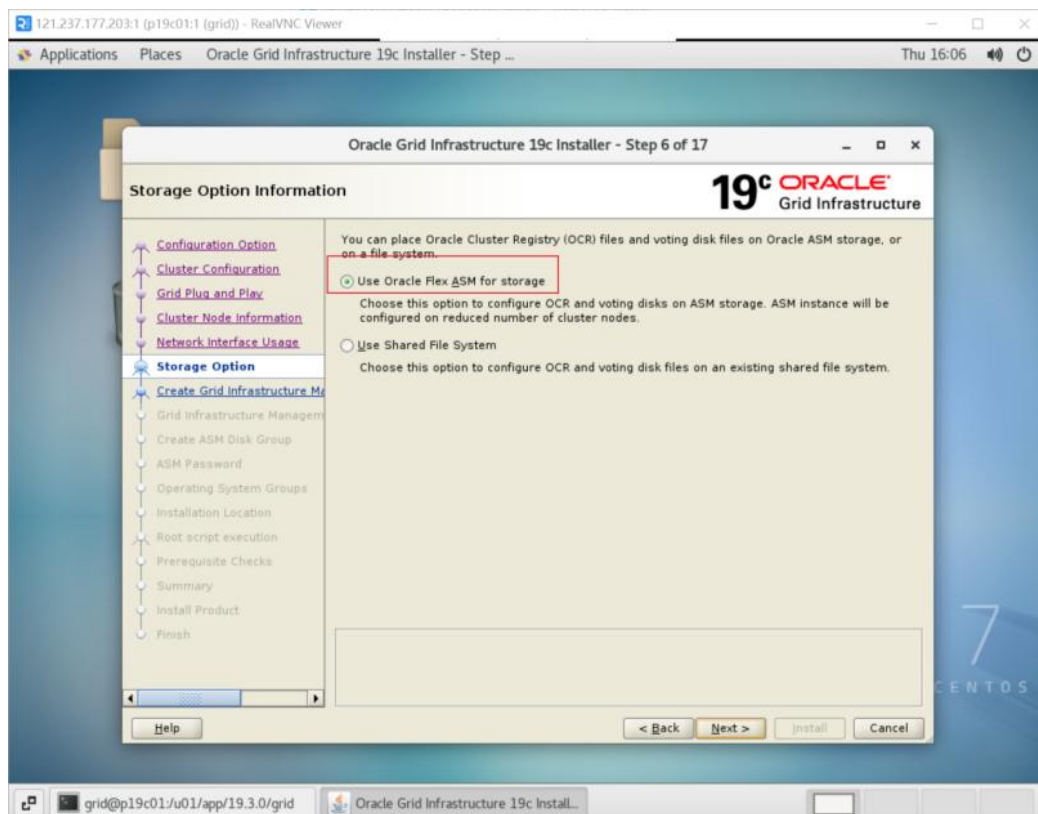 121.237.177.203:1 (p19c01:1 (grid)) - RealVNC Viewer
Applications Places Oracle Grid Infrastructure 19c Installer - Step ... Thu 16:06
Oracle Grid Infrastructure 19c Installer - Step 6 of 17
Storage Option Information
19c ORACLE
Grid Infrastructure
Configuration Option
Cluster Configuration
Grid Plug and Play
Cluster Node Information
Network Interface Usage
Storage Option
Create Grid Infrastructure Ma
Grid Infrastructure Managem
Create ASM Disk Group
ASM Password
Operating System Groups
Installation Location
Root script execution
Prerequisite Checks
Summary
Install Product
Finish
You can place Oracle Cluster Registry (OCR) files and voting disk files on Oracle ASM storage, or
on a file system.
Use Oracle Flex ASM for storage
Choose this option to configure OCR and voting disks on ASM storage. ASM instance will be
configured on reduced number of cluster nodes.
Use Shared File System
Choose this option to configure OCR and voting disk files on an existing shared file system.
Help < Back Next > Install Cancel
7
CENTOS
grid@p19c01:/u01/app/19.3.0/grid Oracle Grid Infrastructure 19c Install...